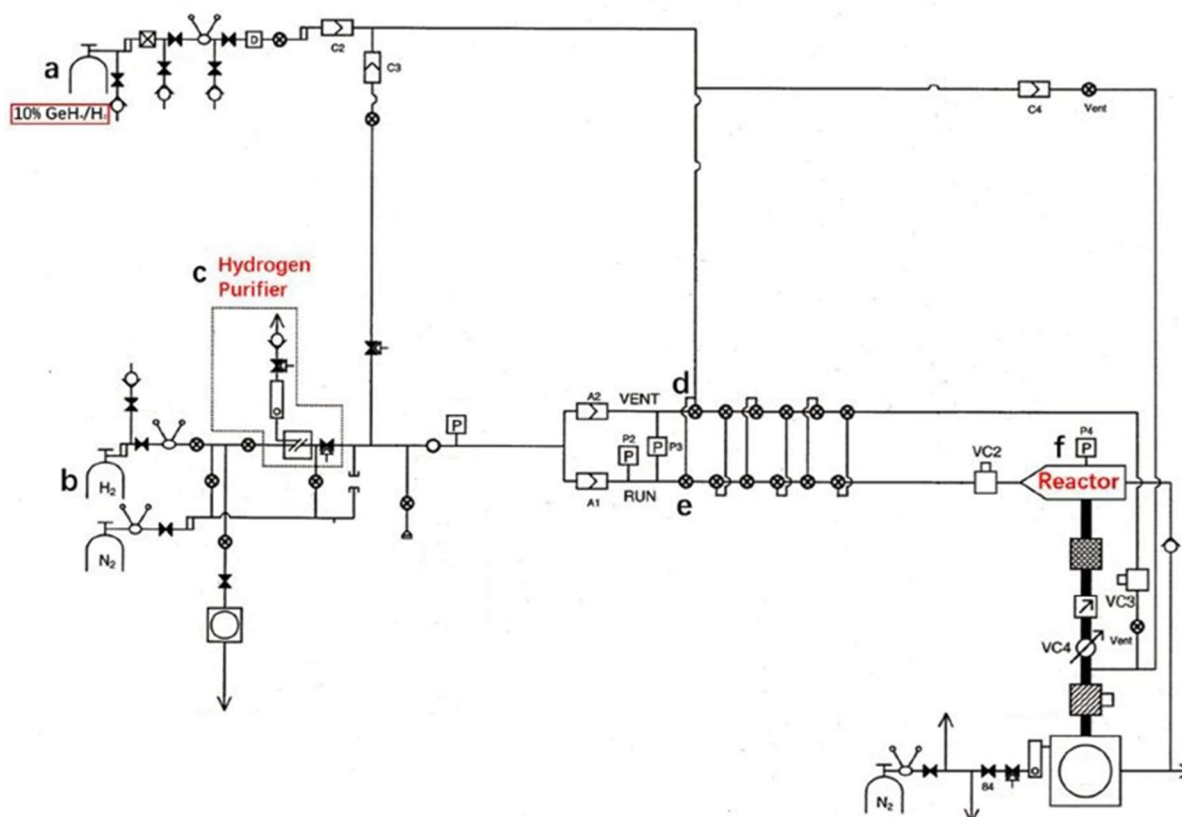 a
10% GeH₄/H₂
D
C2
C3
C4
Vent
c
Hydrogen
Purifier
b
H₂
N₂
P
A2
VENT
d
P2
P
P3
P
A1
RUN
e
VC2
f
P4
P
Reactor
VC3
Vent
VC4
N₂
84